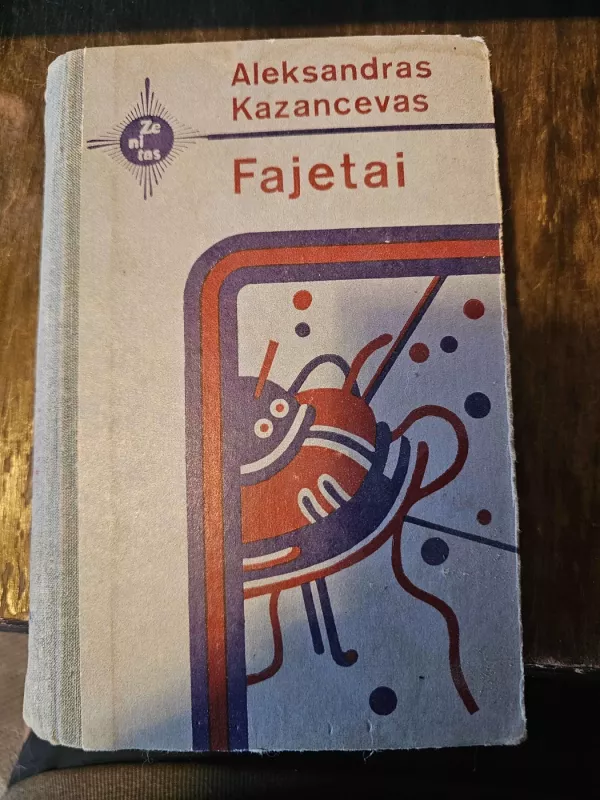 Aleksandras
Kazancevas
Ze
ni
tas
Fajetai